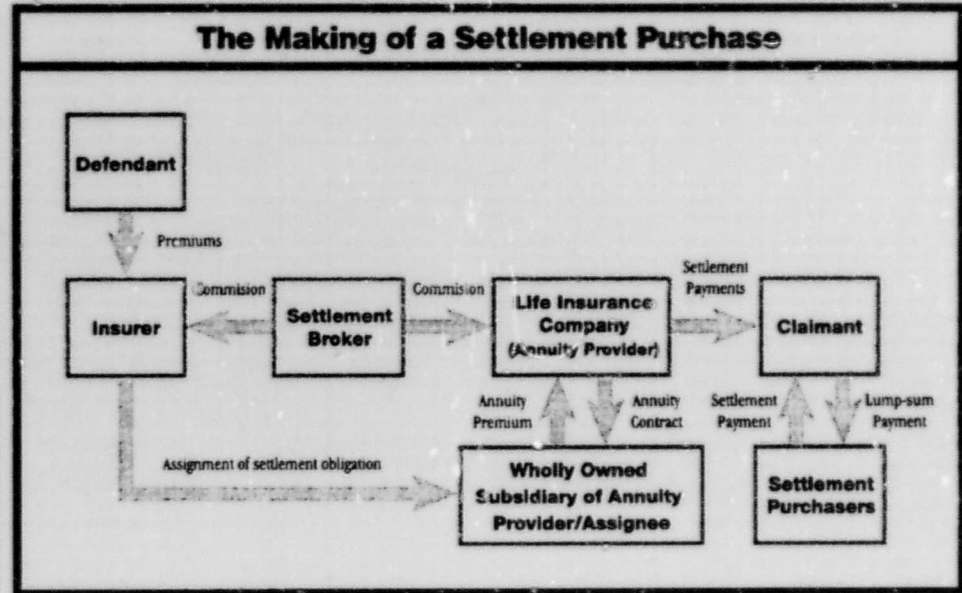 The Making of a Settlement Purchase
Defendant
Premiums
Insurer
Commision
Settlement
Broker
Commision
Life Insurance
Company
(Annuity Provider)
Settlement
Payments
Claimant
Annuity
Premium
Annuity
Contract
Settlement
Payment
Lump-sum
Payment
Assignment of settlement obligation
Wholly Owned
Subsidiary of Annuity
Provider/Assignee
Settlement
Purchasers